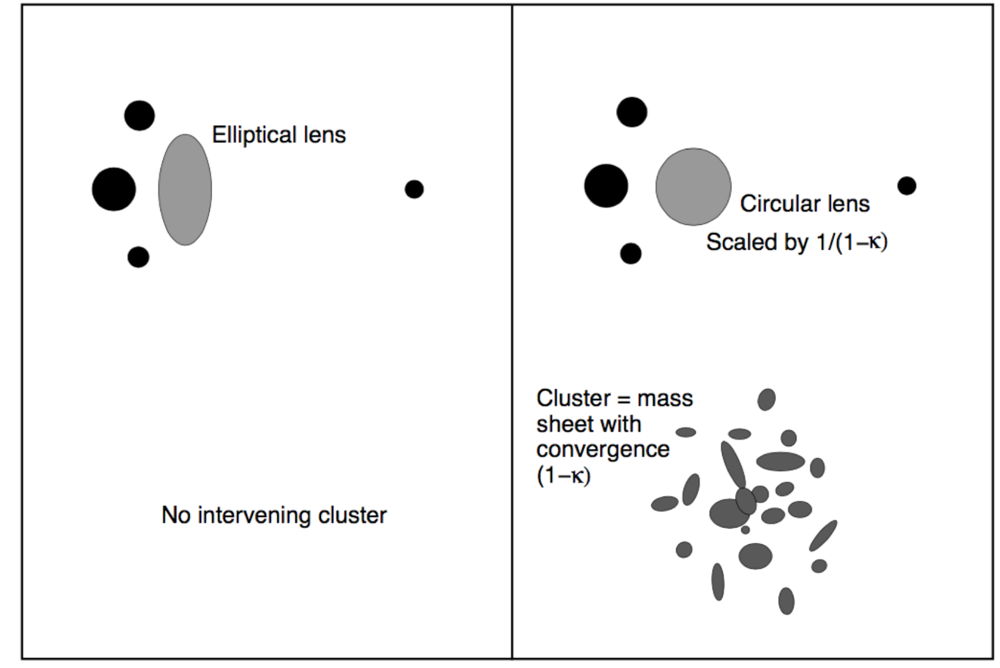 Elliptical lens
No intervening cluster
Circular lens
Scaled by 1/(1–κ)
Cluster = mass
sheet with
convergence
(1–κ)